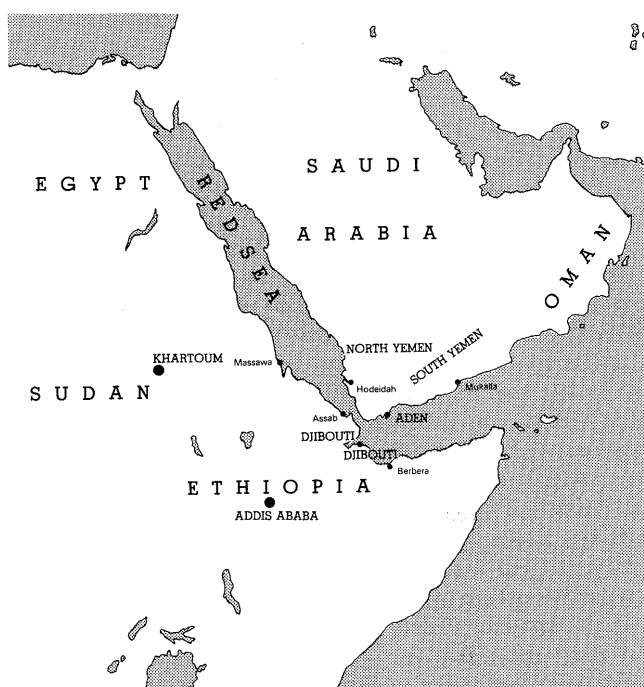 SAUDI
EGYPT
RED SEA
ARABIA
OMAN
NORTH YEMEN
SOUTH YEMEN
KHARTOUM
Massawa
Hodeidah
Mukalla
SUDAN
Assab
ADEN
DJIBOUTI
DJIBOUTI
Berbera
ETHIOPIA
ADDIS ABABA